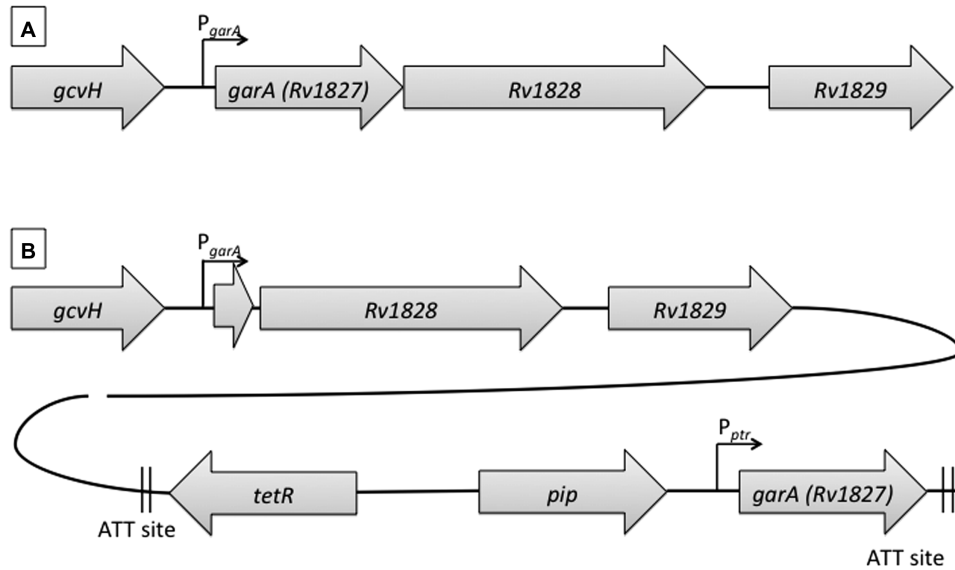 A
PgarA
gcvH
garA (Rv1827)
Rv1828
Rv1829
B
PgarA
gcvH
Rv1828
Rv1829
Pptr
tetR
pip
garA (Rv1827)
ATT site
ATT site